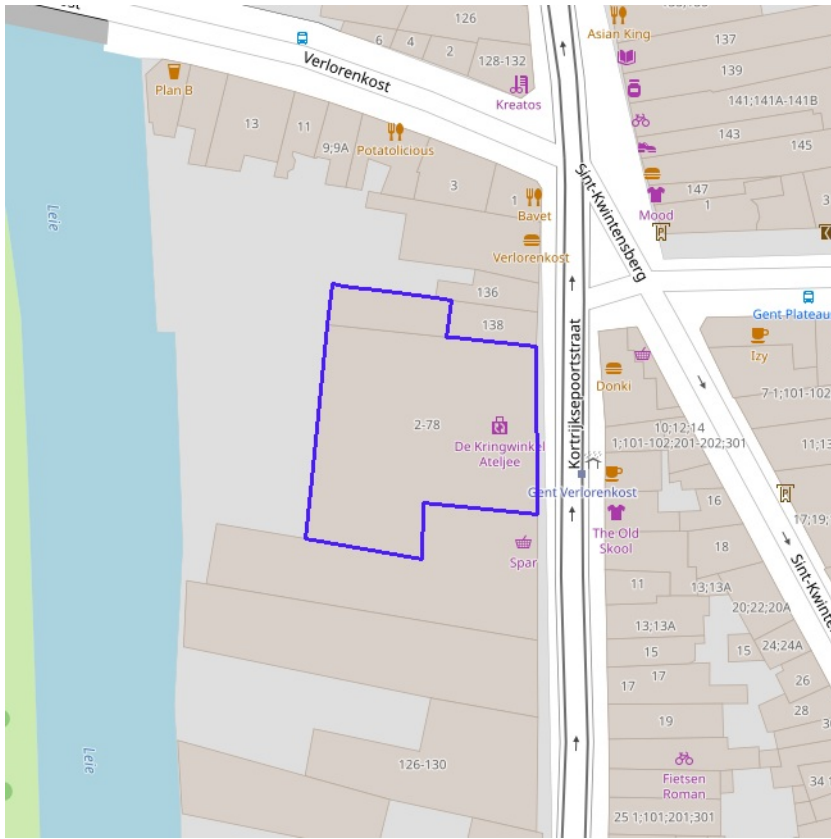 126
Asian King
6
4
2
137
128-132
139
Verlorenkost
Plan B
Kreatos
141;141A-141B
13
11
143
9;9A
Potatolicious
145
3
1
147
1
Mood
3
Bavet
Sint-Kwintensberg
Leie
Verlorenkost
136
138
Gent Plateau
Kortrijksepoortstraat
Izy
Donki
7-1;101-102
2-78
De Kringwinkel
Ateljee
10;12;14
1;101-102;201-202;301
11;13
Gent Verlorenkost
16
17;19;
The Old
Skool
18
Spar
Sint-Kwinte
11
13;13A
20;22;20A
13;13A
15
15
24;24A
17
17
26
28
19
Leie
126-130
Fietsen
Roman
34
25 1;101;201;301